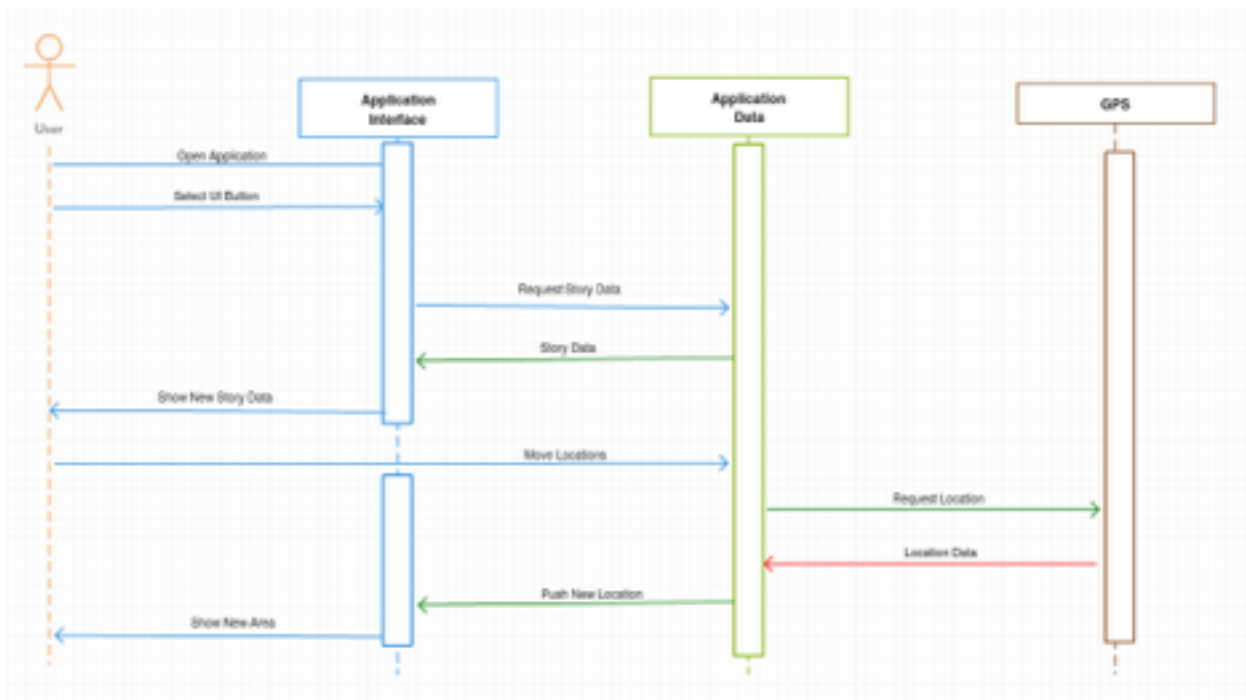 Application
Interface
Application
Data
GPS
User
Open Application
Select UI Button
Request Story Data
Story Data
Show New Story Data
Move Locations
Request Location
Location Data
Push New Location
Show New Area